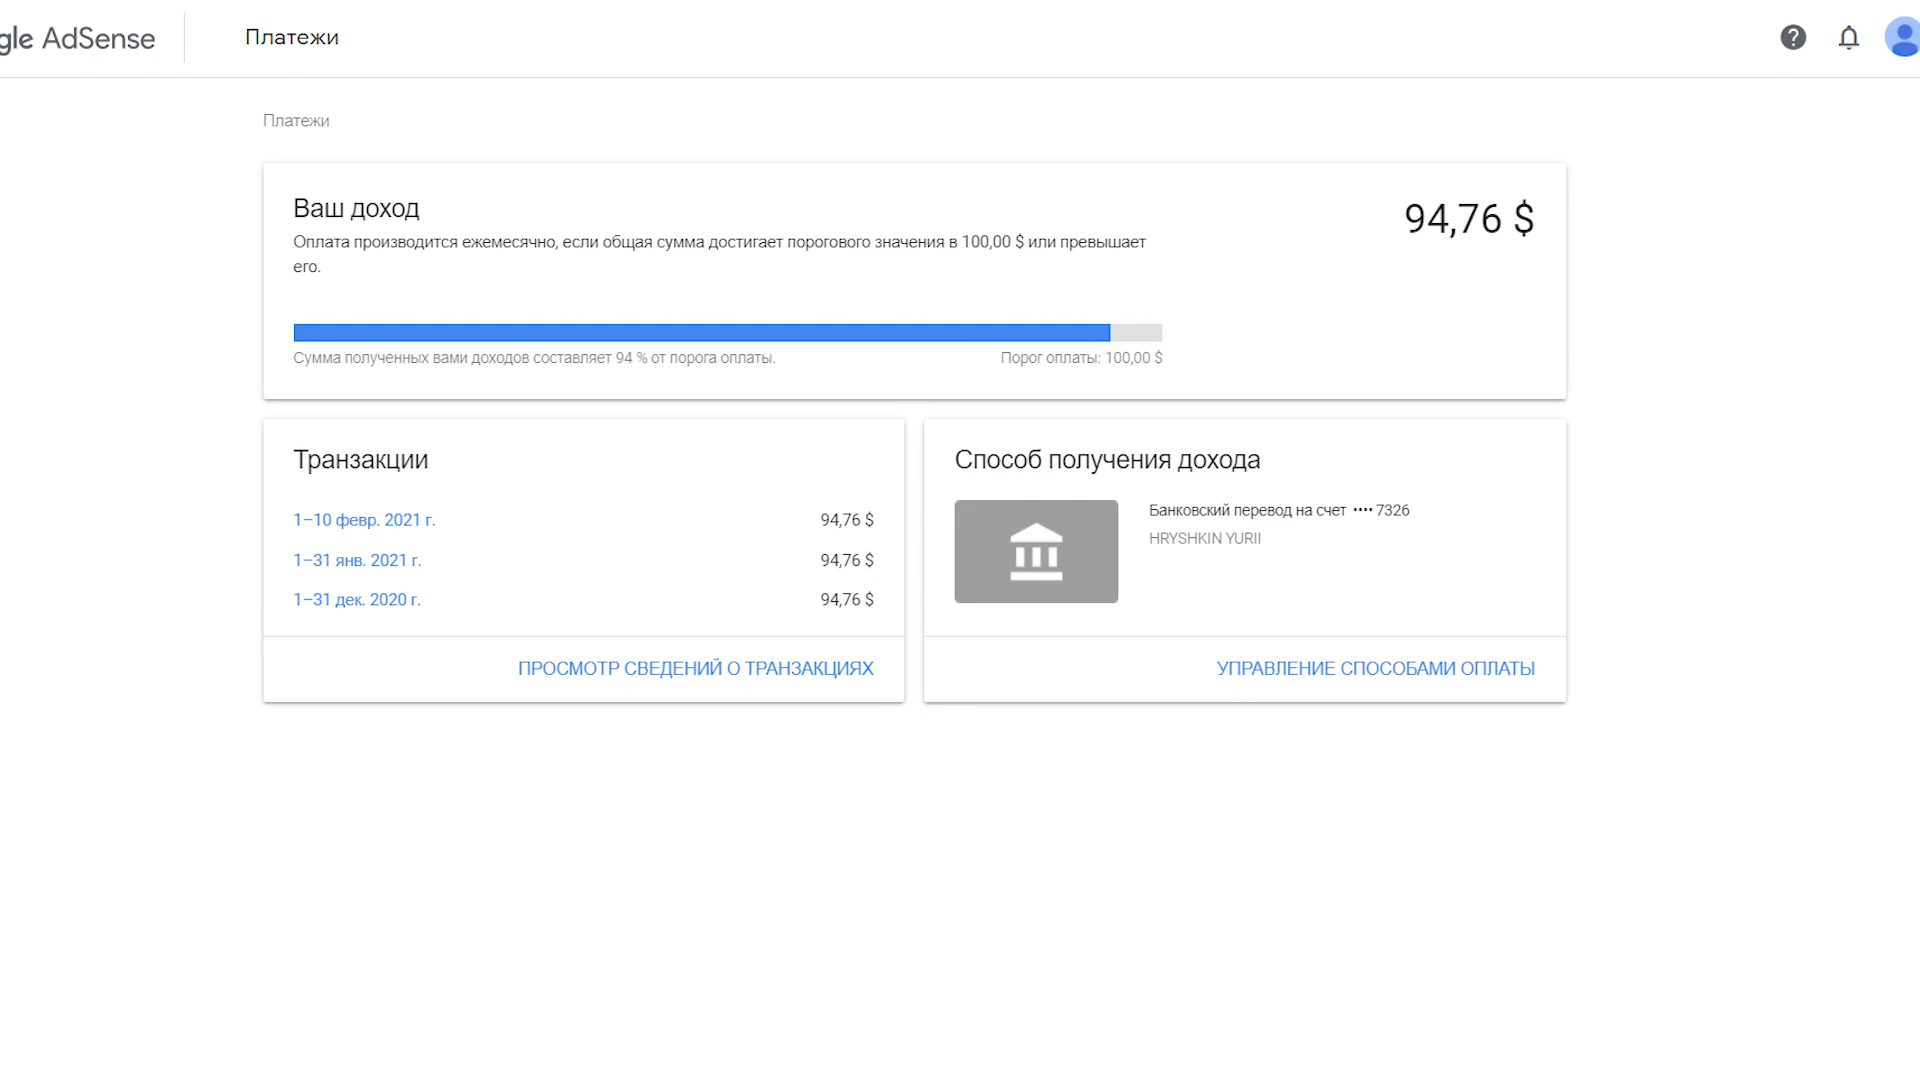 gle AdSense
Платежи
Платежи
Ваш доход
94,76 $
Оплата производится ежемесячно, если общая сумма достигает порогового значения в 100,00 $ или превышает
его.
Сумма полученных вами доходов составляет 94 % от порога оплаты.
Порог оплаты: 100,00 $
Транзакции
1–10 февр. 2021 г.
94,76 $
1–31 янв. 2021 г.
94,76 $
1–31 дек. 2020 г.
94,76 $
ПРОСМОТР СВЕДЕНИЙ О ТРАНЗАКЦИЯХ
Способ получения дохода
Банковский перевод на счет •••• 7326
HRYSHKIN YURII
УПРАВЛЕНИЕ СПОСОБАМИ ОПЛАТЫ